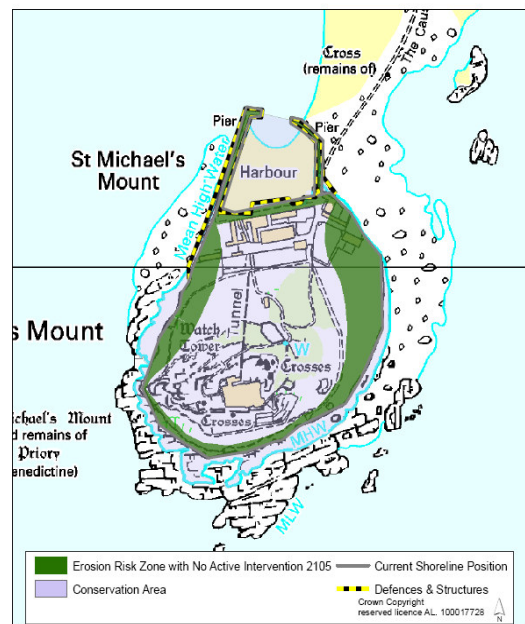 Cross
(remains of)
The Caus
Pier
Pier
St Michael's
Mount
Harbour
Mean High Water
s Mount
Tunnel
Watch
Tower
W
Crosses
Crosses
ichael's Mount
d remains of
Priory
enedictine)
MHW
MLW
Erosion Risk Zone with No Active Intervention 2105
Current Shoreline Position
Conservation Area
Defences & Structures
Crown Copyright
reserved licence AL. 100017728
N